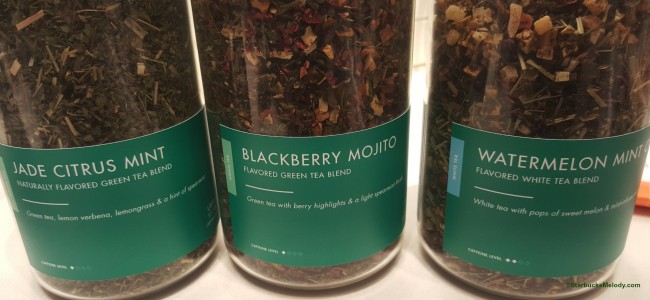 JADE CITRUS MINT
NATURALLY FLAVORED GREEN TEA BLEND
Green tea, lemon verbena, lemongrass & a hint of spearmint
CAFFEINE LEVEL
BLACKBERRY MOJITO
FLAVORED GREEN TEA BLEND
Green tea with berry highlights & a light spearmint
CAFFEINE LEVEL
WATERMELON MINT
FLAVORED WHITE TEA BLEND
White tea with pops of sweet melon &
CAFFEINE LEVEL
©StarbucksMelody.com